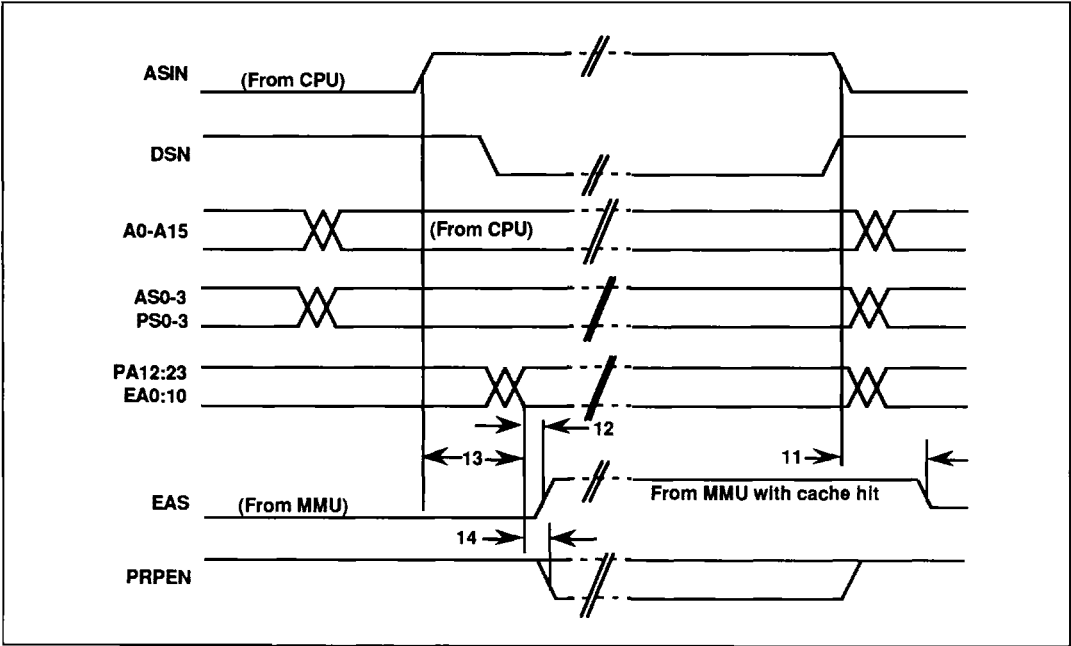 ASIN
(From CPU)
DSN
A0-A15
(From CPU)
AS0-3
PS0-3
PA12:23
EA0:10
12
13
11
EAS
(From MMU)
From MMU with cache hit
14
PRPEN